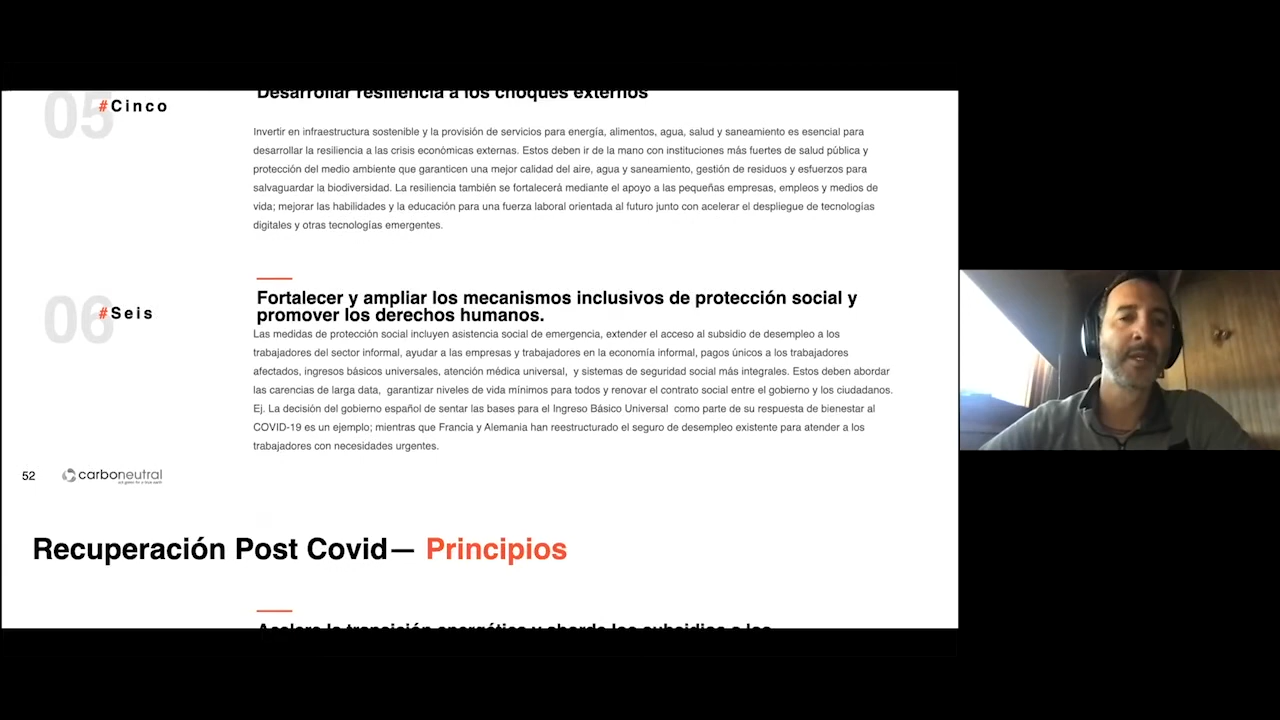 05
#Cinco
Desarrollar resiliencia a los choques externos
Invertir en infraestructura sostenible y la provisión de servicios para energía, alimentos, agua, salud y saneamiento es esencial para
desarrollar la resiliencia a las crisis económicas externas. Estos deben ir de la mano con instituciones más fuertes de salud pública y
protección del medio ambiente que garanticen una mejor calidad del aire, agua y saneamiento, gestión de residuos y esfuerzos para
salvaguardar la biodiversidad. La resiliencia también se fortalecerá mediante el apoyo a las pequeñas empresas, empleos y medios de
vida; mejorar las habilidades y la educación para una fuerza laboral orientada al futuro junto con acelerar el despliegue de tecnologías
digitales y otras tecnologías emergentes.
06
#Seis
Fortalecer y ampliar los mecanismos inclusivos de protección social y
promover los derechos humanos.
Las medidas de protección social incluyen asistencia social de emergencia, extender el acceso al subsidio de desempleo a los
trabajadores del sector informal, ayudar a las empresas y trabajadores en la economía informal, pagos únicos a los trabajadores
afectados, ingresos básicos universales, atención médica universal, y sistemas de seguridad social más integrales. Estos deben abordar
las carencias de larga data, garantizar niveles de vida mínimos para todos y renovar el contrato social entre el gobierno y los ciudadanos.
Ej. La decisión del gobierno español de sentar las bases para el Ingreso Básico Universal como parte de su respuesta de bienestar al
COVID-19 es un ejemplo; mientras que Francia y Alemania han reestructurado el seguro de desempleo existente para atender a los
trabajadores con necesidades urgentes.
52
carboneutral
Recuperación Post Covid— Principios
Acelere la transición energética y aborde los subsidios a los